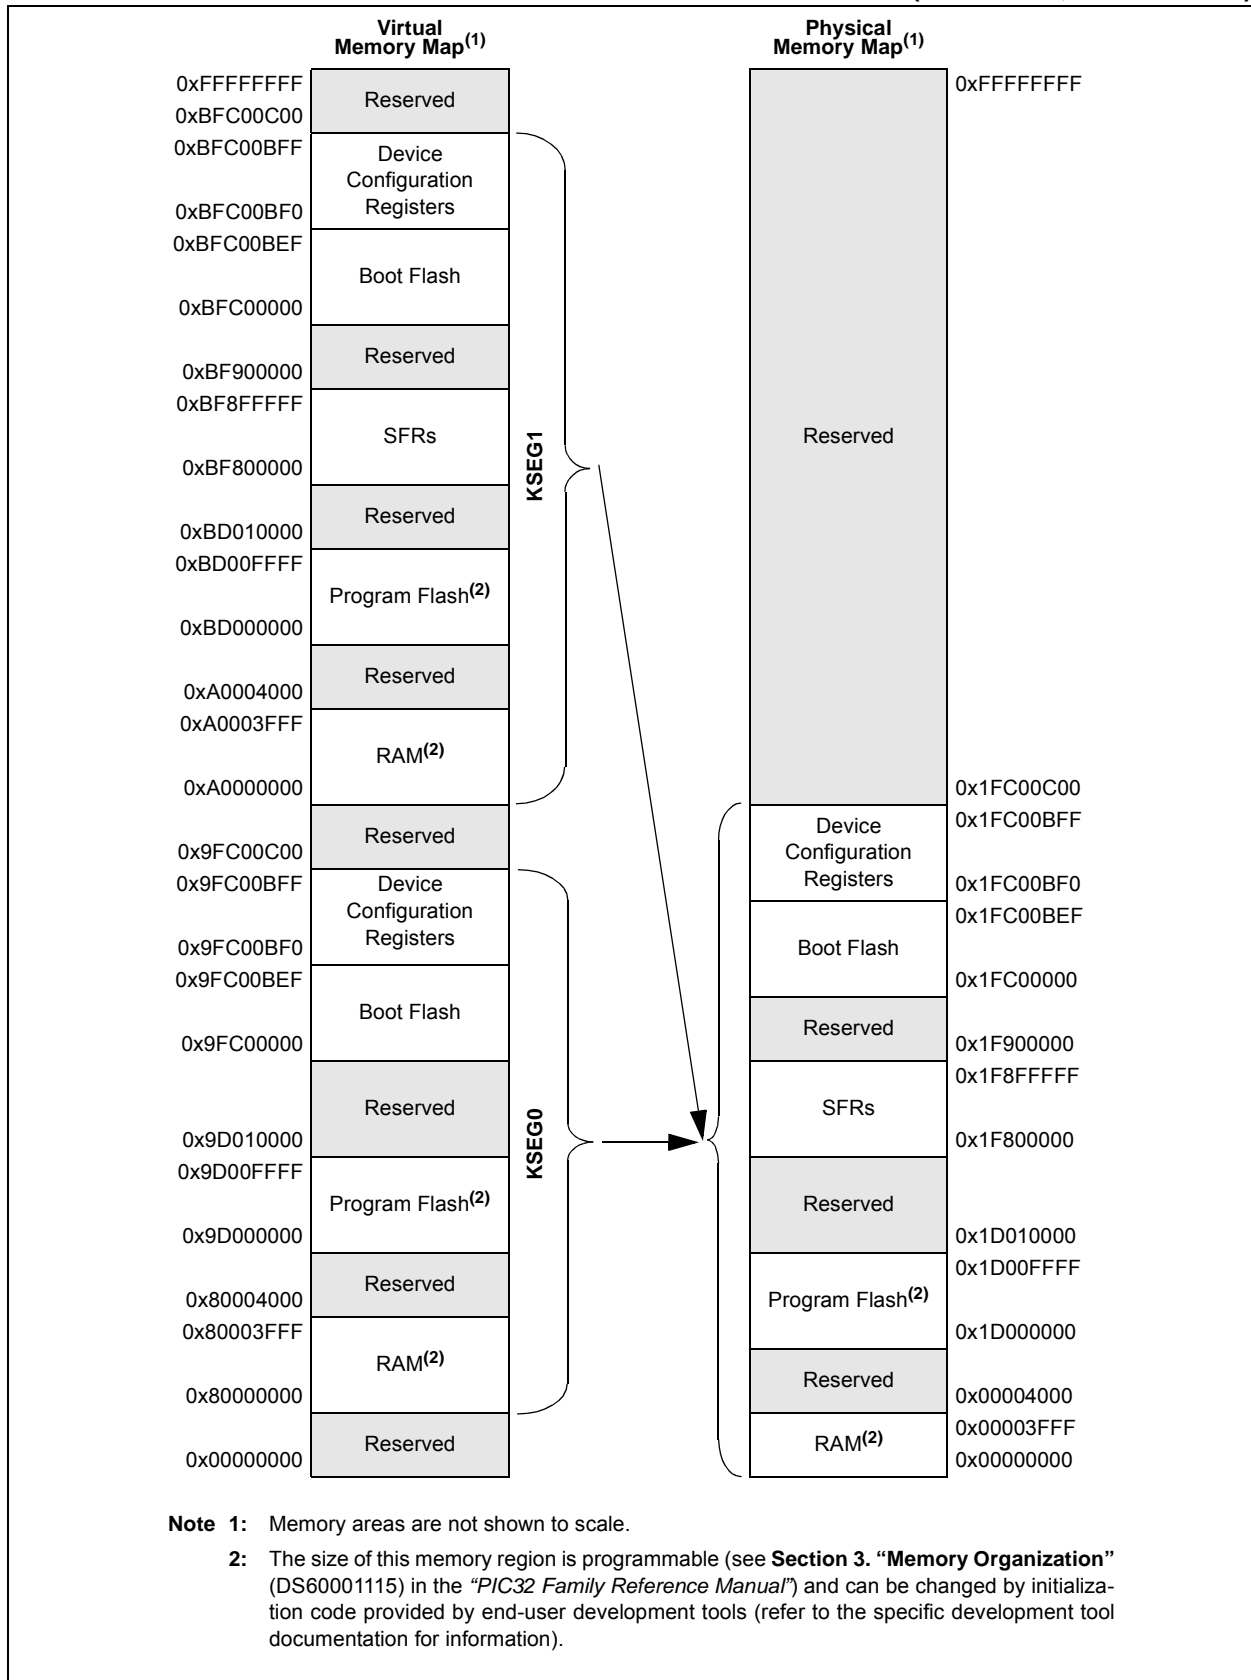 Virtual
Memory Map(1)
0xFFFFFFFF
Reserved
0xBFC00C00
0xBFC00BFF
Device
Configuration
Registers
0xBFC00BF0
0xBFC00BEF
Boot Flash
0xBFC00000
Reserved
0xBF900000
0xBF8FFFFF
SFRs
0xBF800000
Reserved
0xBD010000
0xBD00FFFF
Program Flash(2)
0xBD000000
Reserved
0xA0004000
0xA0003FFF
RAM(2)
0xA0000000
KSEG1
Reserved
0x9FC00C00
0x9FC00BFF
Device
Configuration
Registers
0x9FC00BF0
0x9FC00BEF
Boot Flash
0x9FC00000
Reserved
0x9D010000
0x9D00FFFF
Program Flash(2)
0x9D000000
Reserved
0x80004000
0x80003FFF
RAM(2)
0x80000000
KSEG0
Reserved
0x00000000
Physical
Memory Map(1)
0xFFFFFFFF
Reserved
0x1FC00C00
0x1FC00BFF
Device
Configuration
Registers
0x1FC00BF0
0x1FC00BEF
Boot Flash
0x1FC00000
Reserved
0x1F900000
0x1F8FFFFF
SFRs
0x1F800000
Reserved
0x1D010000
0x1D00FFFF
Program Flash(2)
0x1D000000
Reserved
0x00004000
0x00003FFF
RAM(2)
0x00000000
Note 1: Memory areas are not shown to scale.
2: The size of this memory region is programmable (see Section 3. “Memory Organization”
(DS60001115) in the “PIC32 Family Reference Manual”) and can be changed by initializa-
tion code provided by end-user development tools (refer to the specific development tool
documentation for information).